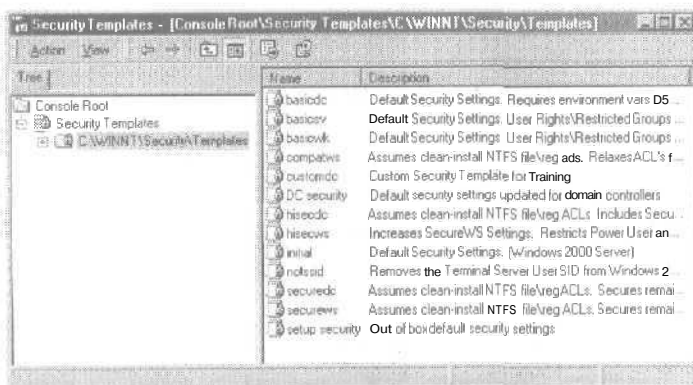 Security Templates - [Console Root\Security Templates\C:\WINNT\Security\Templates]
Action View
Tree
Name Description
Console Root
Security Templates
C:\WINNT\Security\Templates
basicdc Default Security Settings. Requires environment vars D5 ...
basicsv Default Security Settings. User Rights\Restricted Groups ...
basicwk Default Security Settings. User Rights\Restricted Groups ...
compatws Assumes clean-install NTFS file\reg ads. Relaxes ACL's f ...
customdc Custom Security Template for Training
DC security Default security settings updated for domain controllers
hisecdc Assumes clean-install NTFS file\reg ACLs. Includes Secu...
hisecws Increases SecureWS Settings. Restricts Power User an ...
initial Default Security Settings. (Windows 2000 Server)
notssid Removes the Terminal Server User SID from Windows 2 ...
securedc Assumes clean-install NTFS file\reg ACLs. Secures remai...
securews Assumes clean-install NTFS file\reg ACLs. Secures remai...
setup security Out of box default security settings